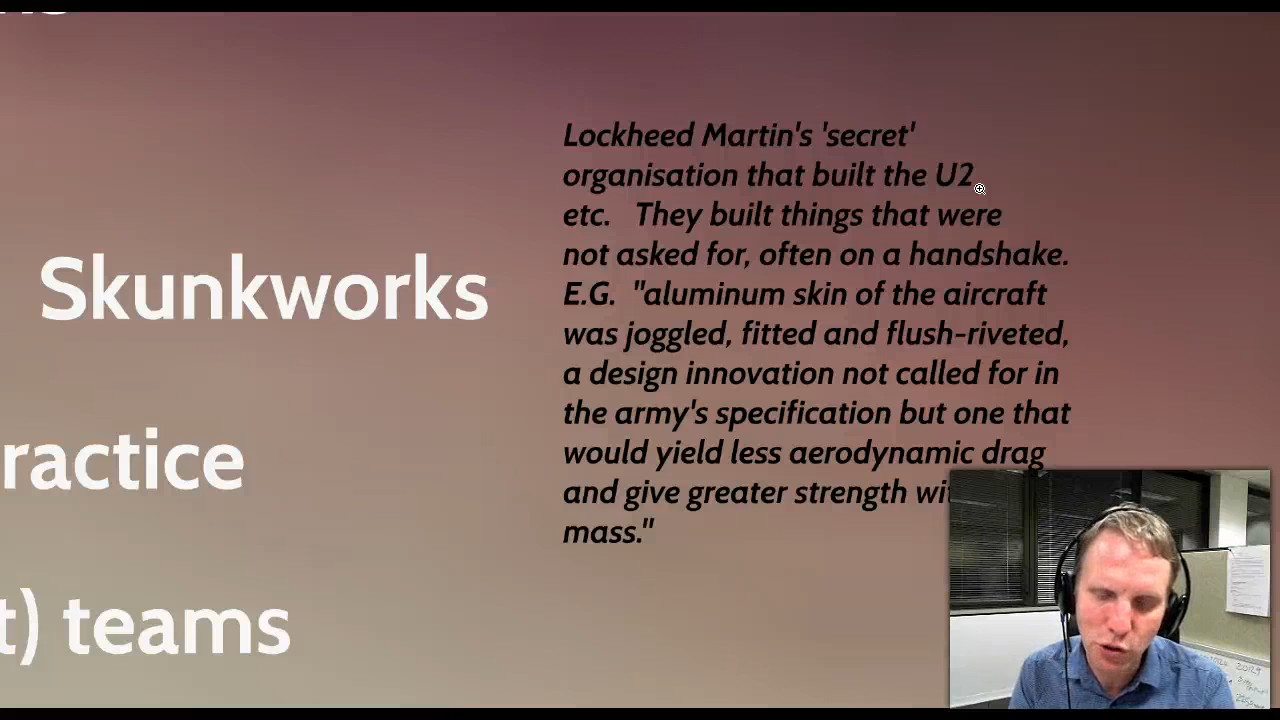 Skunkworks
ractice
t) teams
Lockheed Martin's 'secret'
organisation that built the U2
etc. They built things that were
not asked for, often on a handshake.
E.G. "aluminum skin of the aircraft
was joggled, fitted and flush-riveted,
a design innovation not called for in
the army's specification but one that
would yield less aerodynamic drag
and give greater strength wi
mass."